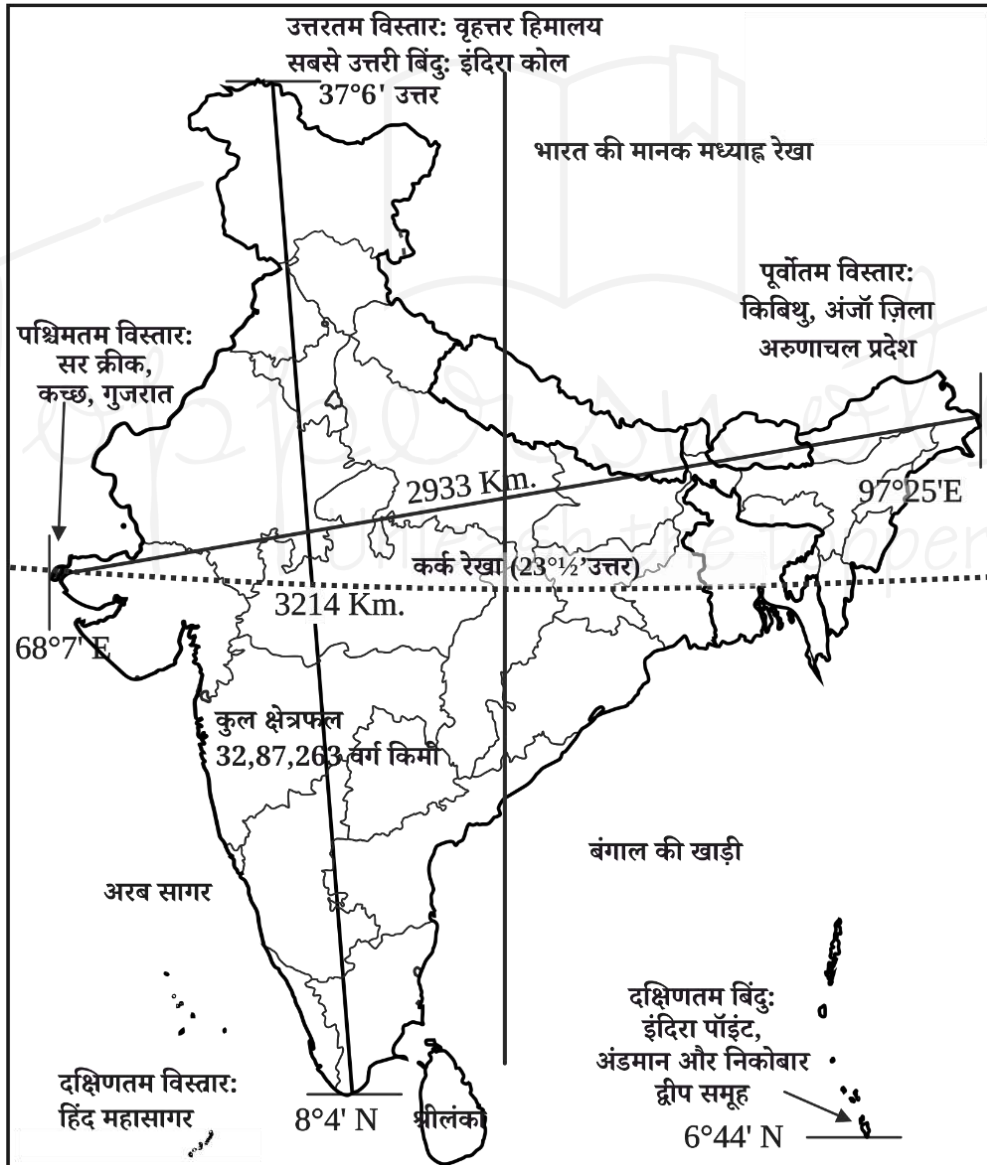 उत्तरतम विस्तार: वृहत्तर हिमालय
सबसे उत्तरी बिंदु: इंदिरा कोल
37°6' उत्तर
भारत की मानक मध्याह्न रेखा
पूर्वोतम विस्तार:
किबिथु, अंजॉ ज़िला
अरुणाचल प्रदेश
पश्चिमतम विस्तार:
सर क्रीक,
कच्छ, गुजरात
2933 Km.
97°25'E
Unleash the topper
कर्क रेखा (23°½’उत्तर)
3214 Km.
68°7' E
कुल क्षेत्रफल
32,87,263 वर्ग किमी
बंगाल की खाड़ी
अरब सागर
दक्षिणतम बिंदु:
इंदिरा पॉइंट,
अंडमान और निकोबार
द्वीप समूह
6°44' N
दक्षिणतम विस्तार:
हिंद महासागर
8°4' N
श्रीलंका